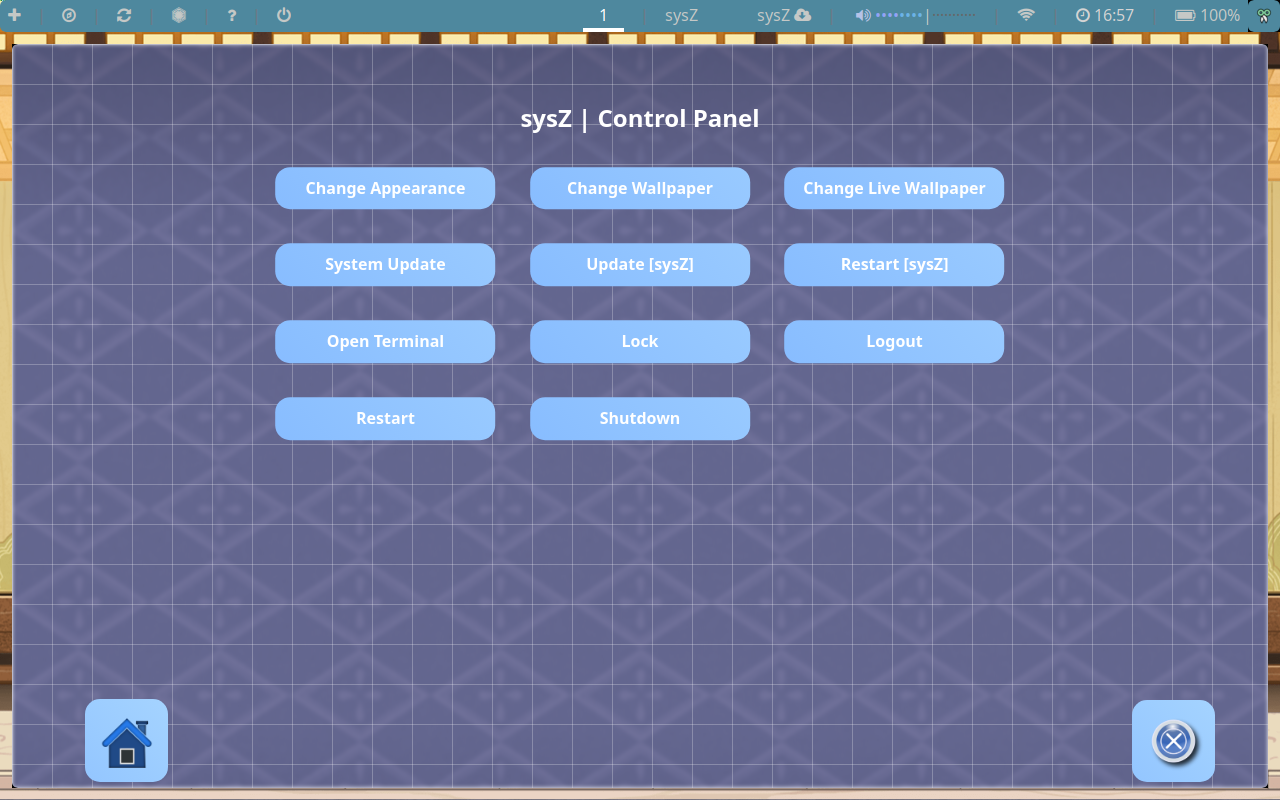 ? 1 sysZ sysZ 16:57 100%
sysZ | Control Panel
Change Appearance Change Wallpaper Change Live Wallpaper
System Update Update [sysZ] Restart [sysZ]
Open Terminal Lock Logout
Restart Shutdown